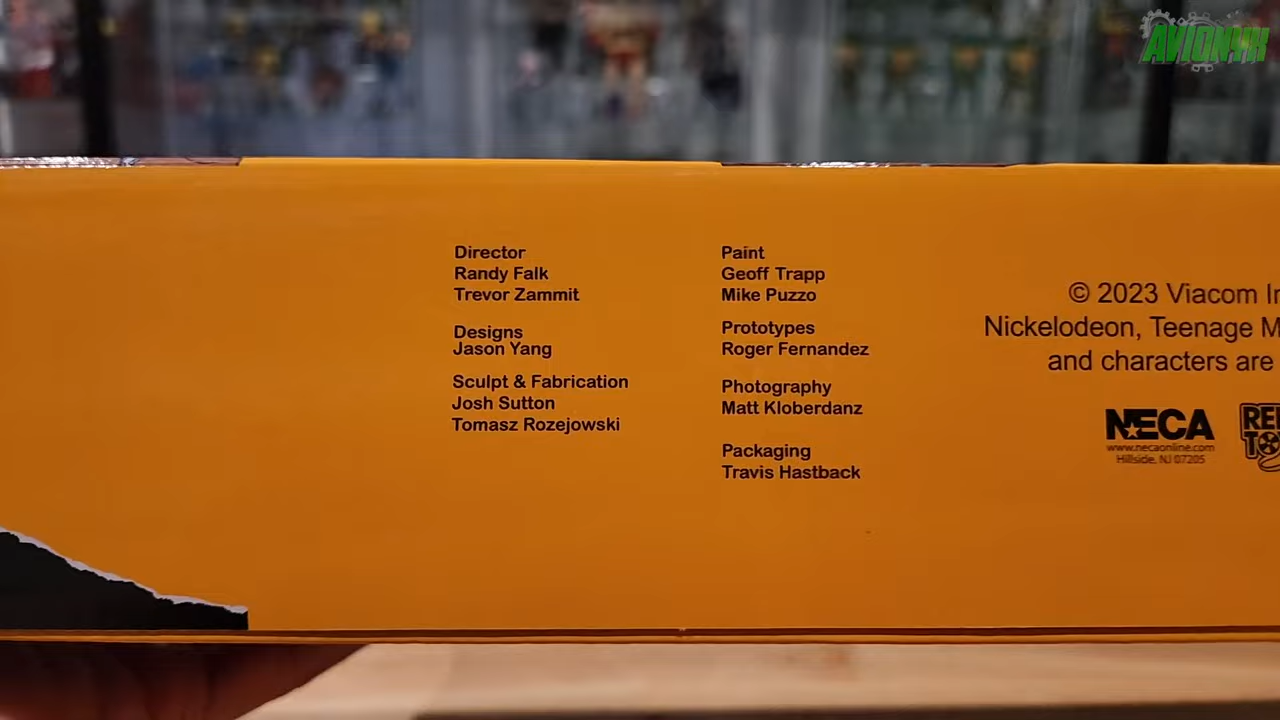 AVIONYX
Director
Randy Falk
Trevor Zammit
Designs
Jason Yang
Sculpt & Fabrication
Josh Sutton
Tomasz Rozejowski
Paint
Geoff Trapp
Mike Puzzo
Prototypes
Roger Fernandez
Photography
Matt Kloberdanz
Packaging
Travis Hastback
© 2023 Viacom
Nickelodeon, Teenage
and characters are
NECA
www.necaonline.com
Hillside, NJ 07205